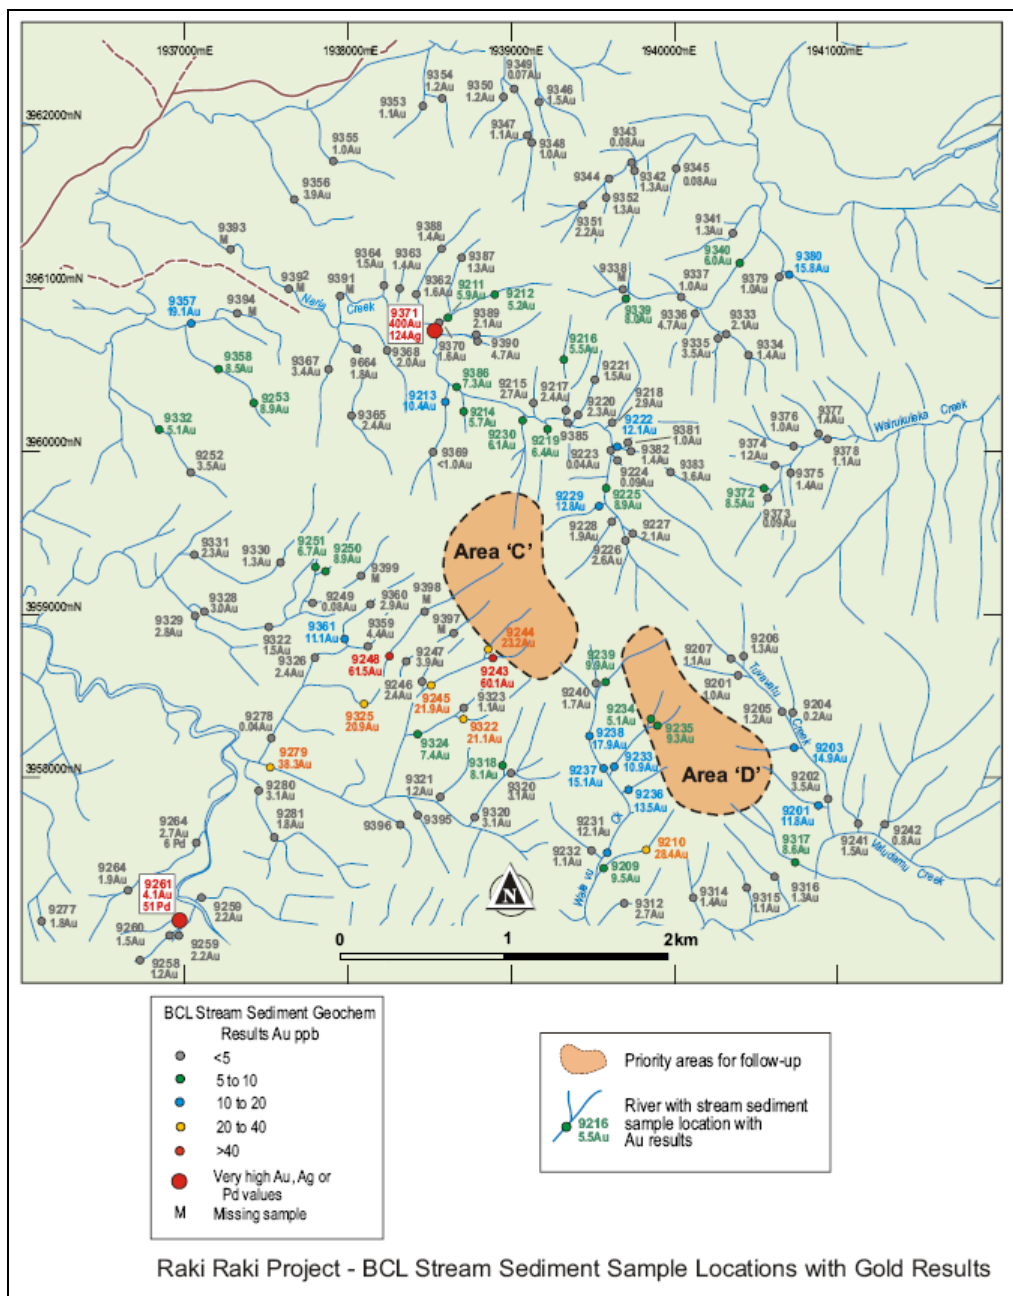 1937000mE
1938000mE
1939000mE
1940000mE
1941000mE
3962000mN
3961000mN
3960000mN
3959000mN
3958000mN
9354
1.2Au
9353
1.1Au
9350
1.2Au
9349
0.07Au
9346
1.5Au
9347
1.1Au
9348
1.0Au
9355
1.0Au
9356
3.9Au
9343
0.08Au
9344
9342
1.3Au
9345
0.08Au
9352
1.3Au
9351
2.2Au
9341
1.3Au
9340
6.0Au
9380
15.8Au
9379
1.0Au
9393
M
9392
M
9391
M
9364
1.5Au
9363
1.4Au
9388
1.4Au
9387
1.3Au
9362
1.6Au
9211
5.9Au
9212
5.2Au
9338
M
9339
8.0Au
9337
1.0Au
9336
4.7Au
9333
2.1Au
9335
3.5Au
9334
1.4Au
9357
19.1Au
9394
M
Creek
9371
400Au
124Ag
9389
2.1Au
9390
4.7Au
9370
1.6Au
9216
5.5Au
9358
8.5Au
9253
8.9Au
9367
3.4Au
9664
1.8Au
9368
2.0Au
9386
7.3Au
9213
10.4Au
9214
5.7Au
9215
2.7Au
9217
2.4Au
9221
1.5Au
9220
2.3Au
9218
2.9Au
9332
5.1Au
9252
3.5Au
9365
2.4Au
9369
<1.0Au
9230
6.1Au
9219
6.4Au
9385
9222
12.1Au
9381
1.0Au
9382
1.4Au
9383
3.6Au
9223
0.04Au
9224
0.09Au
9225
8.9Au
9229
12.8Au
9228
1.9Au
9227
2.1Au
9226
2.6Au
9376
1.0Au
9377
1.4Au
Wairukuleka Creek
9374
1.2Au
9378
1.1Au
9375
1.4Au
9372
8.5Au
9373
0.09Au
Area 'C'
9331
2.3Au
9330
1.3Au
9251
6.7Au
9250
8.9Au
9399
M
9398
M
9397
M
9328
3.0Au
9329
2.8Au
9249
0.08Au
9360
2.9Au
9361
11.1Au
9359
4.4Au
9322
1.5Au
9326
2.4Au
9248
61.5Au
9247
3.9Au
9246
2.4Au
9245
21.9Au
9244
23.2Au
9243
60.1Au
9239
9.9Au
9240
1.7Au
9207
1.1Au
9206
1.3Au
9201
1.0Au
9205
1.2Au
9204
0.2Au
Creek
9203
14.9Au
9325
20.9Au
9323
1.1Au
9322
21.1Au
9324
7.4Au
9278
0.04Au
9279
38.3Au
9280
3.1Au
9281
1.8Au
9234
5.1Au
9235
9.3Au
9238
17.9Au
9233
10.9Au
9237
15.1Au
9236
13.5Au
Area 'D'
9318
8.1Au
9320
3.1Au
9321
1.2Au
9320
3.1Au
9395
9396
9202
3.5Au
9201
11.8Au
9231
12.1Au
9232
1.1Au
9210
28.4Au
9209
9.5Au
9317
8.6Au
9241
1.5Au
9242
0.8Au
Creek
9264
2.7Au
6 Pd
9264
1.9Au
9261
4.1Au
51Pd
9277
1.8Au
9260
1.5Au
9259
2.2Au
9259
2.2Au
9258
1.2Au
9312
2.7Au
9314
1.4Au
9315
1.1Au
9316
1.3Au
N
0
1
2km
BCL Stream Sediment Geochem
Results Au ppb
<5
5 to 10
10 to 20
20 to 40
>40
Very high Au, Ag or
Pd values
M Missing sample
Priority areas for follow-up
River with stream sediment
sample location with
Au results
9216
5.5Au
Raki Raki Project - BCL Stream Sediment Sample Locations with Gold Results